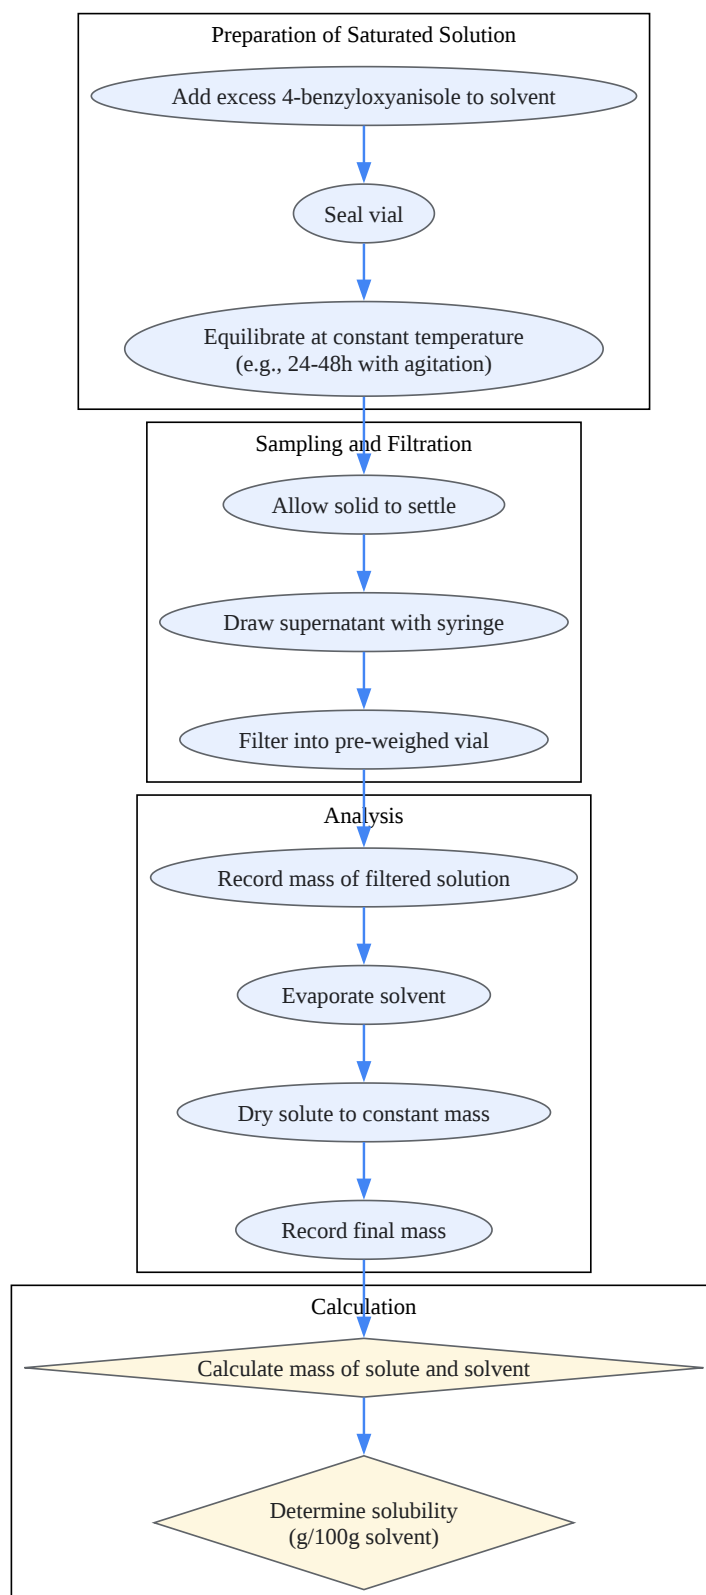 Preparation of Saturated Solution
Add excess 4-benzyloxyanisole to solvent
Seal vial
Equilibrate at constant temperature
(e.g., 24-48h with agitation)
Sampling and Filtration
Allow solid to settle
Draw supernatant with syringe
Filter into pre-weighed vial
Analysis
Record mass of filtered solution
Evaporate solvent
Dry solute to constant mass
Record final mass
Calculation
Calculate mass of solute and solvent
Determine solubility
(g/100g solvent)